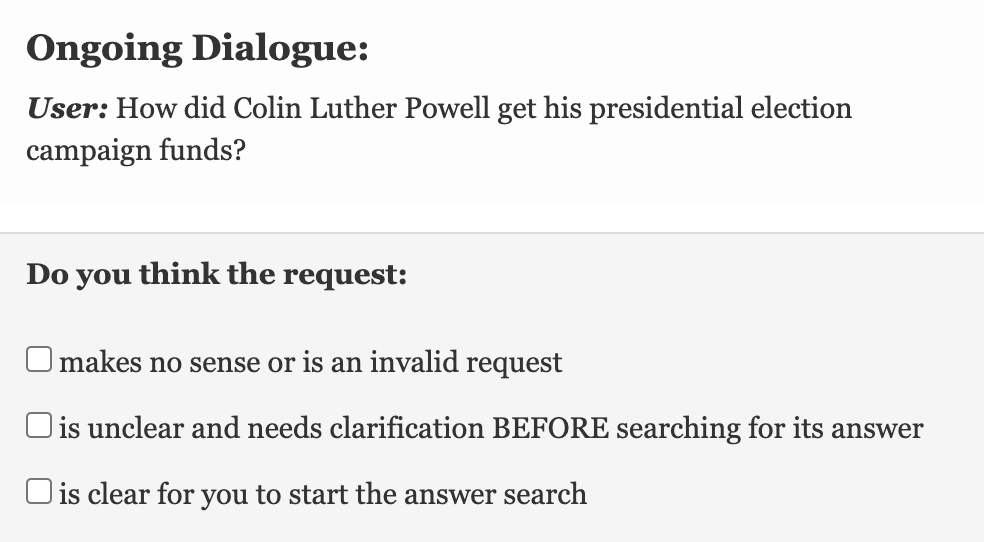 Ongoing Dialogue:
User: How did Colin Luther Powell get his presidential election
campaign funds?
Do you think the request:
makes no sense or is an invalid request
is unclear and needs clarification BEFORE searching for its answer
is clear for you to start the answer search